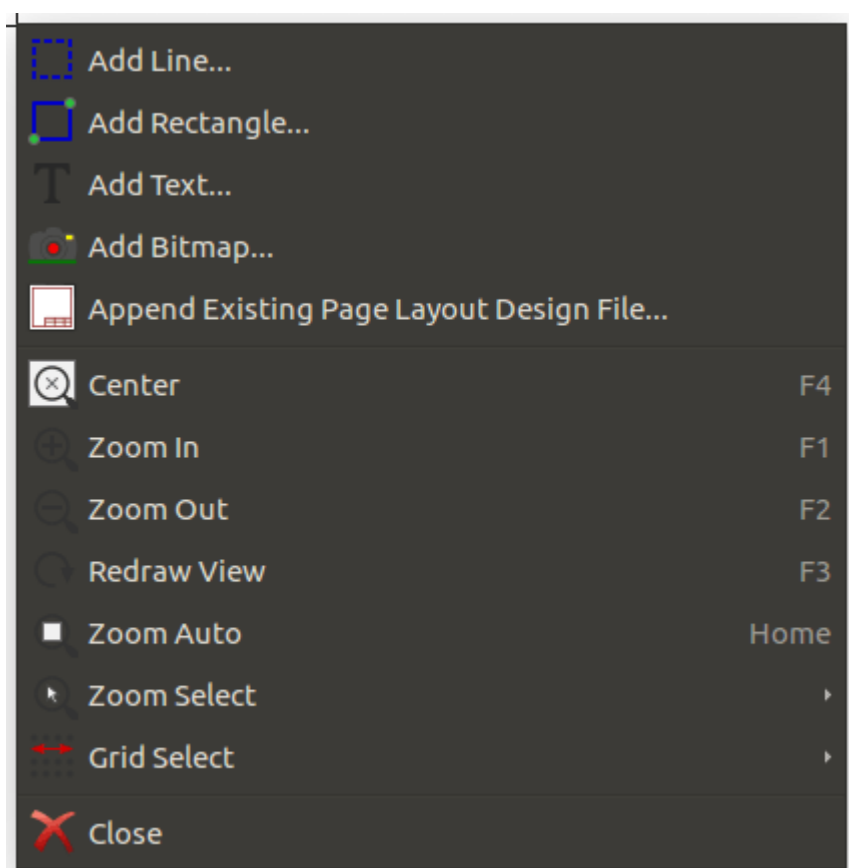 Add Line...
Add Rectangle...
Add Text...
Add Bitmap...
Append Existing Page Layout Design File...
Center F4
Zoom In F1
Zoom Out F2
Redraw View F3
Zoom Auto Home
Zoom Select
Grid Select
Close